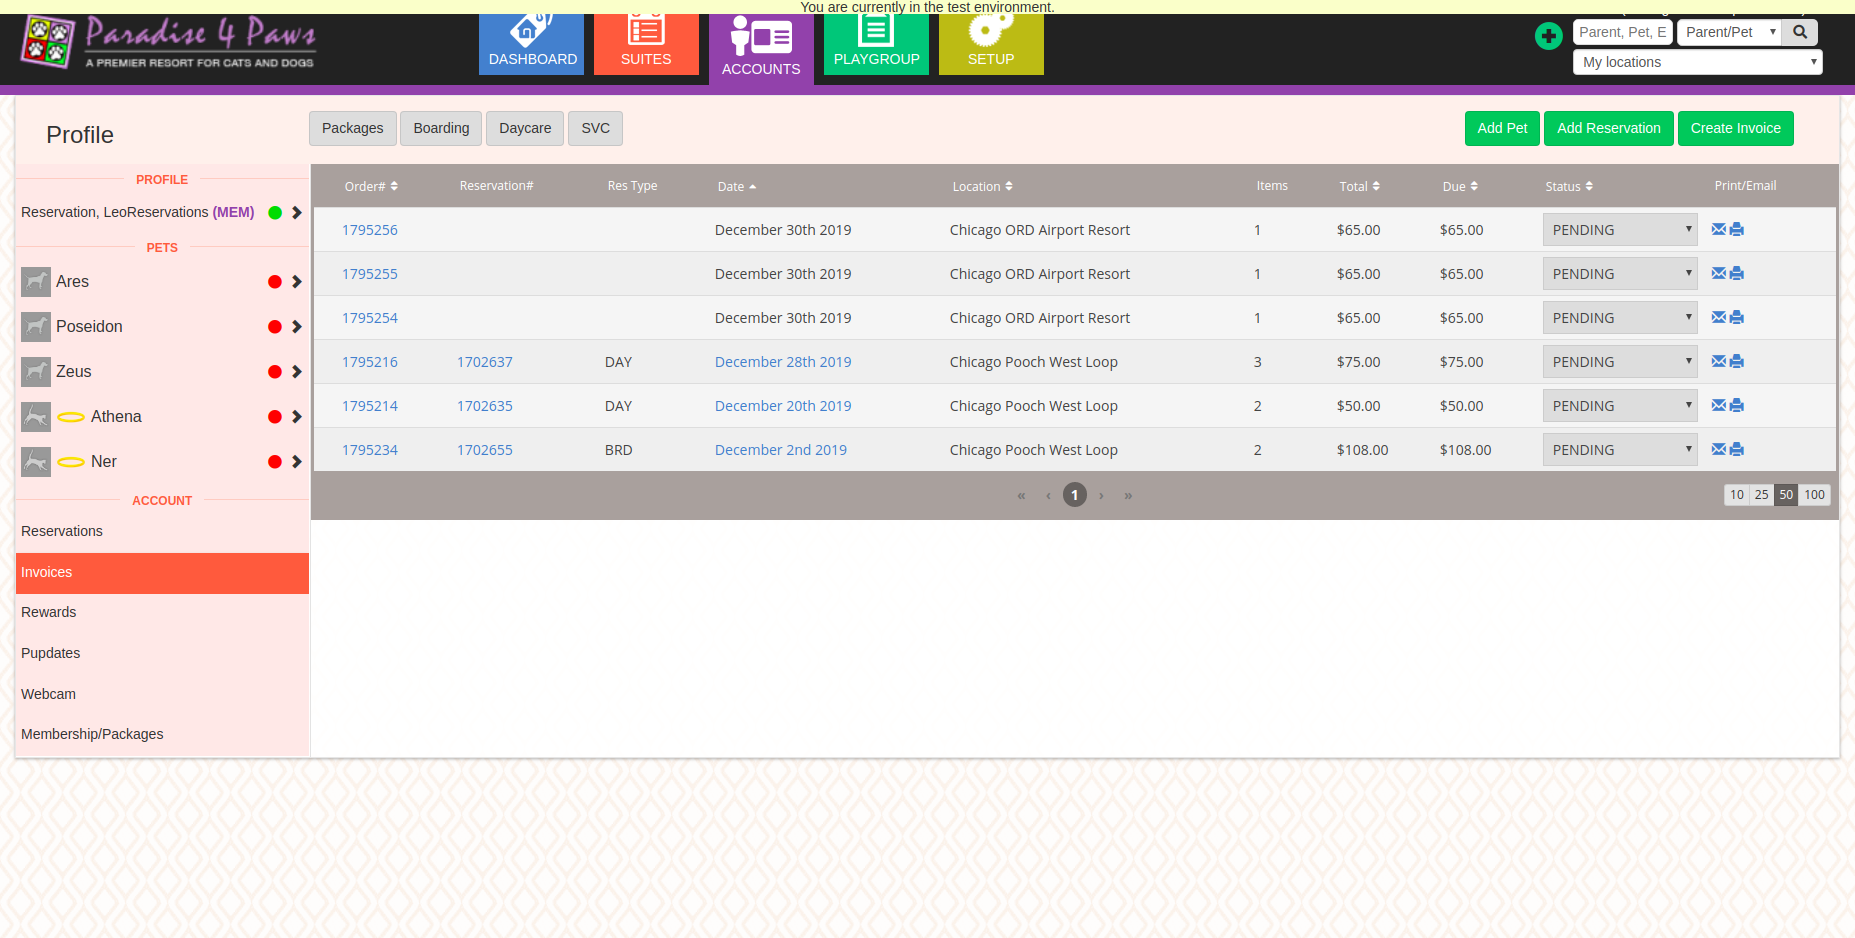 You are currently in the test environment.
Paradise 4 Paws
A PREMIER RESORT FOR CATS AND DOGS
DASHBOARD
SUITES
ACCOUNTS
PLAYGROUP
SETUP
Parent, Pet, E
Parent/Pet
My locations
Profile
Packages
Boarding
Daycare
SVC
Add Pet
Add Reservation
Create Invoice
PROFILE
Reservation, LeoReservations (MEM)
PETS
Ares
Poseidon
Zeus
Athena
Ner
ACCOUNT
Reservations
Invoices
Rewards
Pupdates
Webcam
Membership/Packages
Order# Reservation# Res Type Date Location Items Total Due Status Print/Email
1795256 December 30th 2019 Chicago ORD Airport Resort 1 $65.00 $65.00 PENDING
1795255 December 30th 2019 Chicago ORD Airport Resort 1 $65.00 $65.00 PENDING
1795254 December 30th 2019 Chicago ORD Airport Resort 1 $65.00 $65.00 PENDING
1795216 1702637 DAY December 28th 2019 Chicago Pooch West Loop 3 $75.00 $75.00 PENDING
1795214 1702635 DAY December 20th 2019 Chicago Pooch West Loop 2 $50.00 $50.00 PENDING
1795234 1702655 BRD December 2nd 2019 Chicago Pooch West Loop 2 $108.00 $108.00 PENDING
« ‹ 1 › »
10 25 50 100